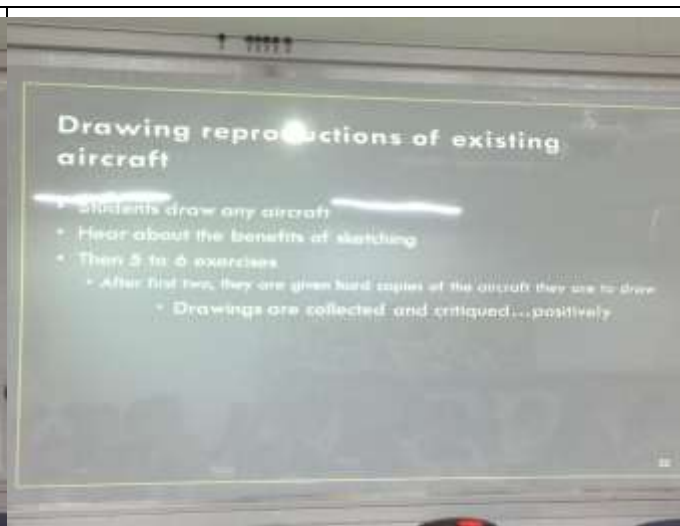 Drawing reproductions of existing
aircraft
• Students draw any aircraft
• Hear about the benefits of sketching
• Then 5 to 6 exercises
• After first two, they are given hard copies of the aircraft they are to draw
• Drawings are collected and critiqued...positively